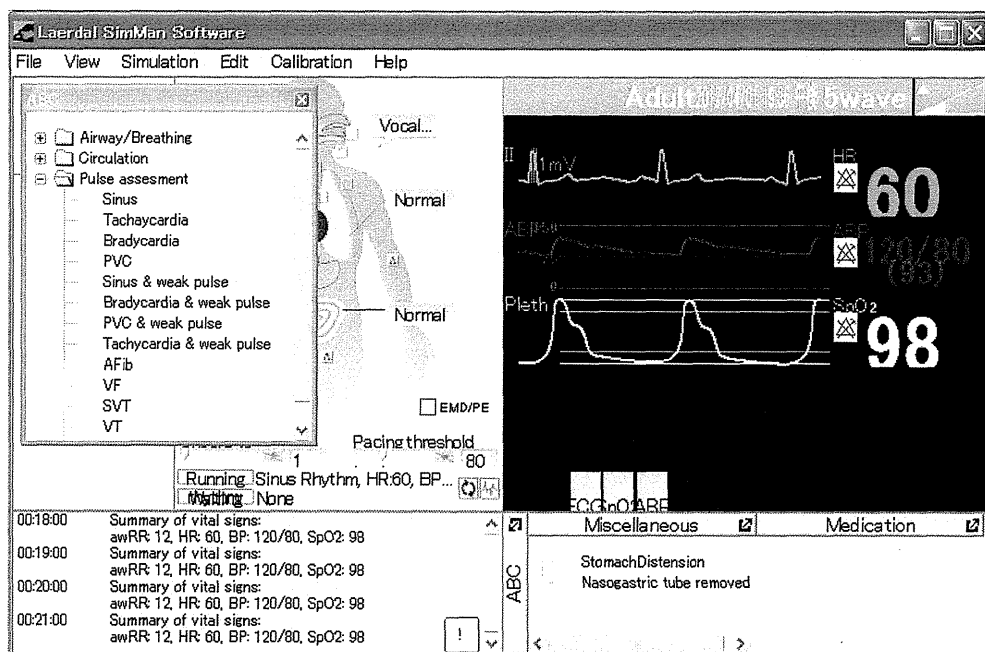 Laerdal SimMan Software
File View Simulation Edit Calibration Help
ABC
Airway/Breathing
Circulation
Pulse assesment
Sinus
Tachaycardia
Bradycardia
PVC
Sinus & weak pulse
Bradycardia & weak pulse
PVC & weak pulse
Tachycardia & weak pulse
AFib
VF
SVT
VT
Vocal...
Normal
Normal
EMD/PE
Pacing threshold
1
80
Running Sinus Rhythm, HR:60, BP...
Waiting None
Adult
5wave
II
1mV
HR
60
ABP
120/80
(93)
0
Pleth
SpO2
98
ECG SpO2 ABP
00:18:00 Summary of vital signs:
awRR: 12, HR: 60, BP: 120/80, SpO2: 98
00:19:00 Summary of vital signs:
awRR: 12, HR: 60, BP: 120/80, SpO2: 98
00:20:00 Summary of vital signs:
awRR: 12, HR: 60, BP: 120/80, SpO2: 98
00:21:00 Summary of vital signs:
awRR: 12, HR: 60, BP: 120/80, SpO2: 98
!
ABC
Miscellaneous
Medication
StomachDistension
Nasogastric tube removed